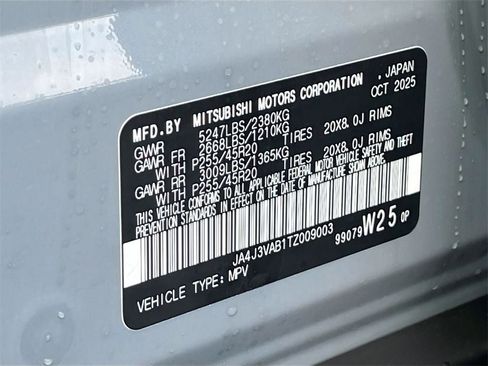 MFD.BY MITSUBISHI MOTORS CORPORATION , JAPAN
GVWR 5247LBS/2380KG OCT 2025
GAWR FR 2668LBS/1210KG
P255/45R20 TIRES 20X8.0J RIMS
GAWR RR 3009LBS/1365KG
P255/45R20 TIRES 20X8.0J RIMS
THIS VEHICLE CONFORMS TO ALL APPLICABLE FEDERAL MOTOR VEHICLE SAFETY AND THEFT
PREVENTION STANDARDS IN EFFECT ON THE DATE OF MANUFACTURE SHOWN ABOVE.
JA4J3VAB1TZ009003
99079 W25 0P
VEHICLE TYPE: MPV